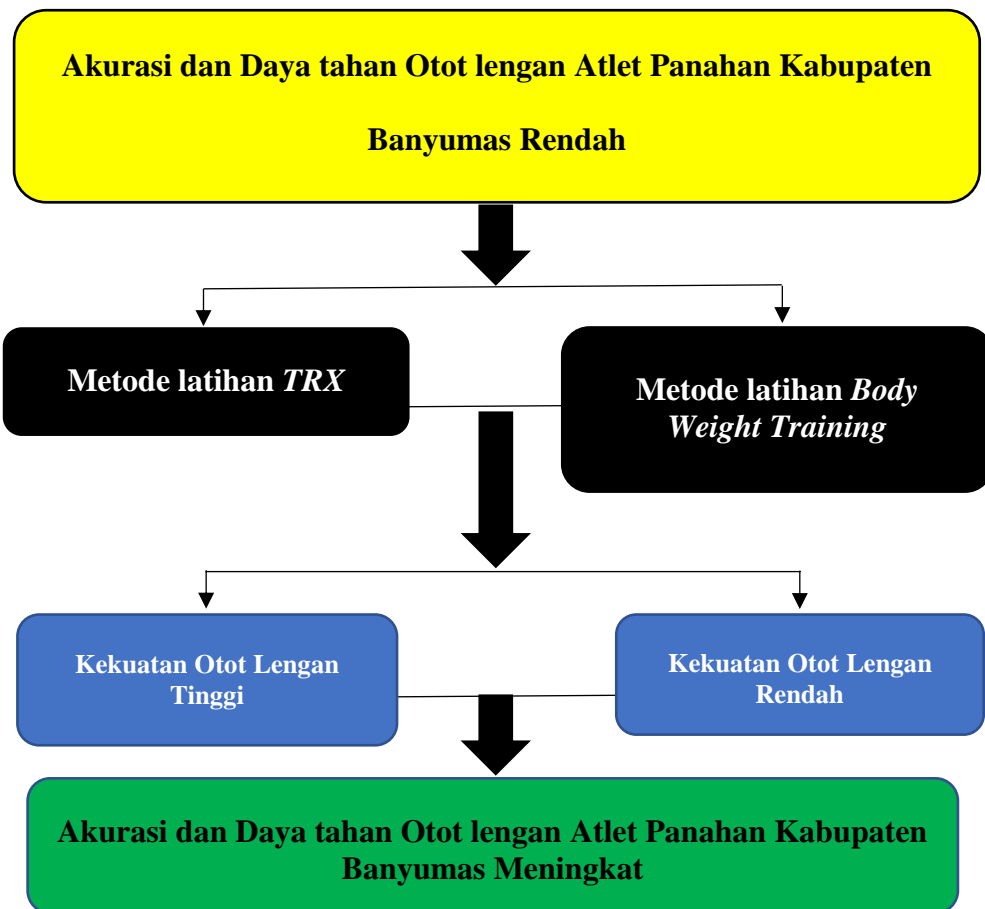 Akurasi dan Daya tahan Otot lengan Atlet Panahan Kabupaten
Banyumas Rendah
Metode latihan TRX
Metode latihan Body
Weight Training
Kekuatan Otot Lengan
Tinggi
Kekuatan Otot Lengan
Rendah
Akurasi dan Daya tahan Otot lengan Atlet Panahan Kabupaten
Banyumas Meningkat